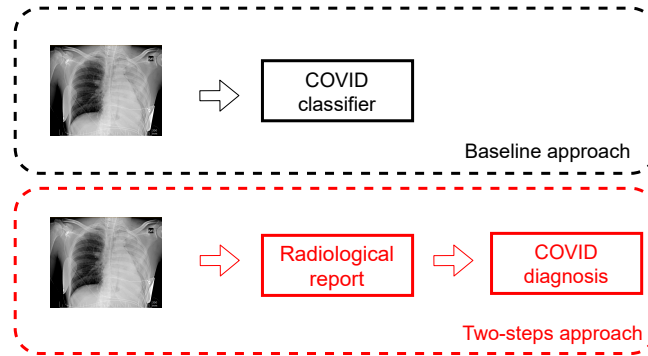 COVID
classifier
Baseline approach
Radiological
report
COVID
diagnosis
Two-steps approach